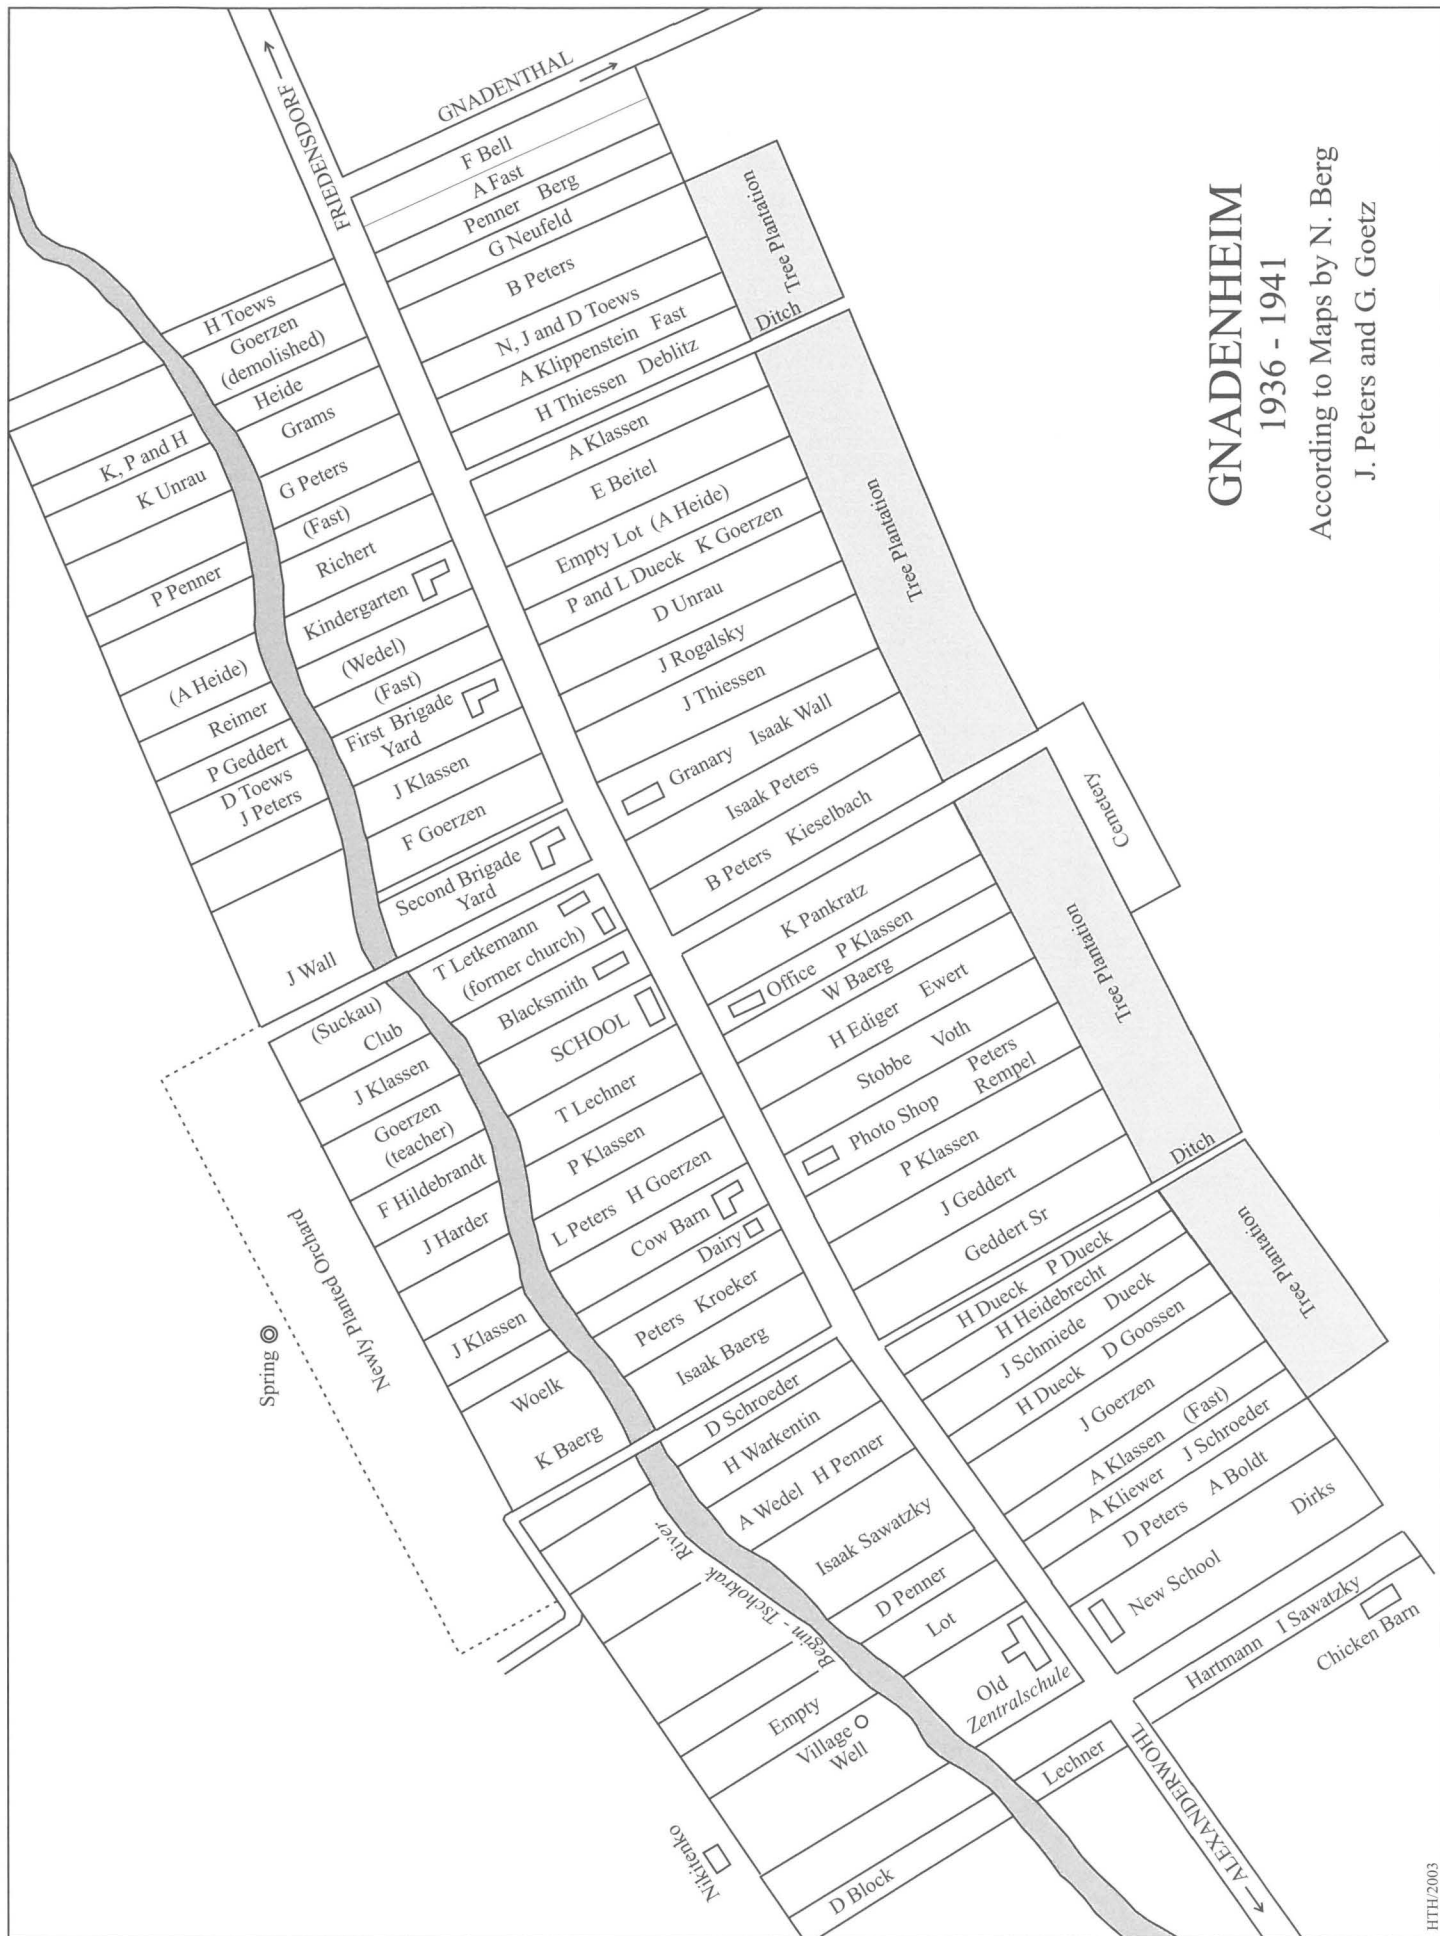 GNADENHEIM
1936 - 1941
According to Maps by N. Berg
J. Peters and G. Goetz
FRIEDENSDORF
GNADENTHAL
F Bell
A Fast
Penner Berg
G Neufeld
B Peters
N, J and D Toews
A Klippenstein Fast
H Thiessen Deblitz
Tree Plantation
Ditch
A Klassen
E Beitel
Empty Lot (A Heide)
P and L Dueck K Goerzen
D Unrau
J Rogalsky
J Thiessen
Granary Isaak Wall
Isaak Peters
B Peters Kieselbach
Tree Plantation
Cemetery
K Pankratz
Office P Klassen
W Baerg
H Ediger Ewert
Stobbe Voth
Photo Shop Peters
Rempel
P Klassen
J Geddert
Geddert Sr
Tree Plantation
Ditch
H Dueck P Dueck
H Heidebrecht
J Schmiede Dueck
H Dueck D Goossen
J Goerzen
A Klassen (Fast)
A Kliewer J Schroeder
D Peters A Boldt
Dirks
New School
Tree Plantation
Hartmann I Sawatzky
Chicken Barn
H Toews
Goerzen
(demolished)
Heide
Grams
G Peters
(Fast)
Richert
Kindergarten
(Wedel)
(Fast)
First Brigade
Yard
J Klassen
F Goerzen
Second Brigade
Yard
K, P and H
K Unrau
P Penner
(A Heide)
Reimer
P Geddert
D Toews
J Peters
J Wall
T Letkemann
(former church)
Blacksmith
SCHOOL
T Lechner
P Klassen
L Peters H Goerzen
Cow Barn
Dairy
Peters Kroeker
Isaak Baerg
(Suckau)
Club
J Klassen
Goerzen
(teacher)
F Hildebrandt
J Harder
J Klassen
Woelk
K Baerg
Newly Planted Orchard
Spring
D Schroeder
H Warkentin
A Wedel H Penner
Isaak Sawatzky
D Penner
Lot
Old
Zentralschule
Begim - Tschokrak River
Empty
Village
Well
Lechner
D Block
Nikitenko
ALEXANDERWOHL
HTH/2003